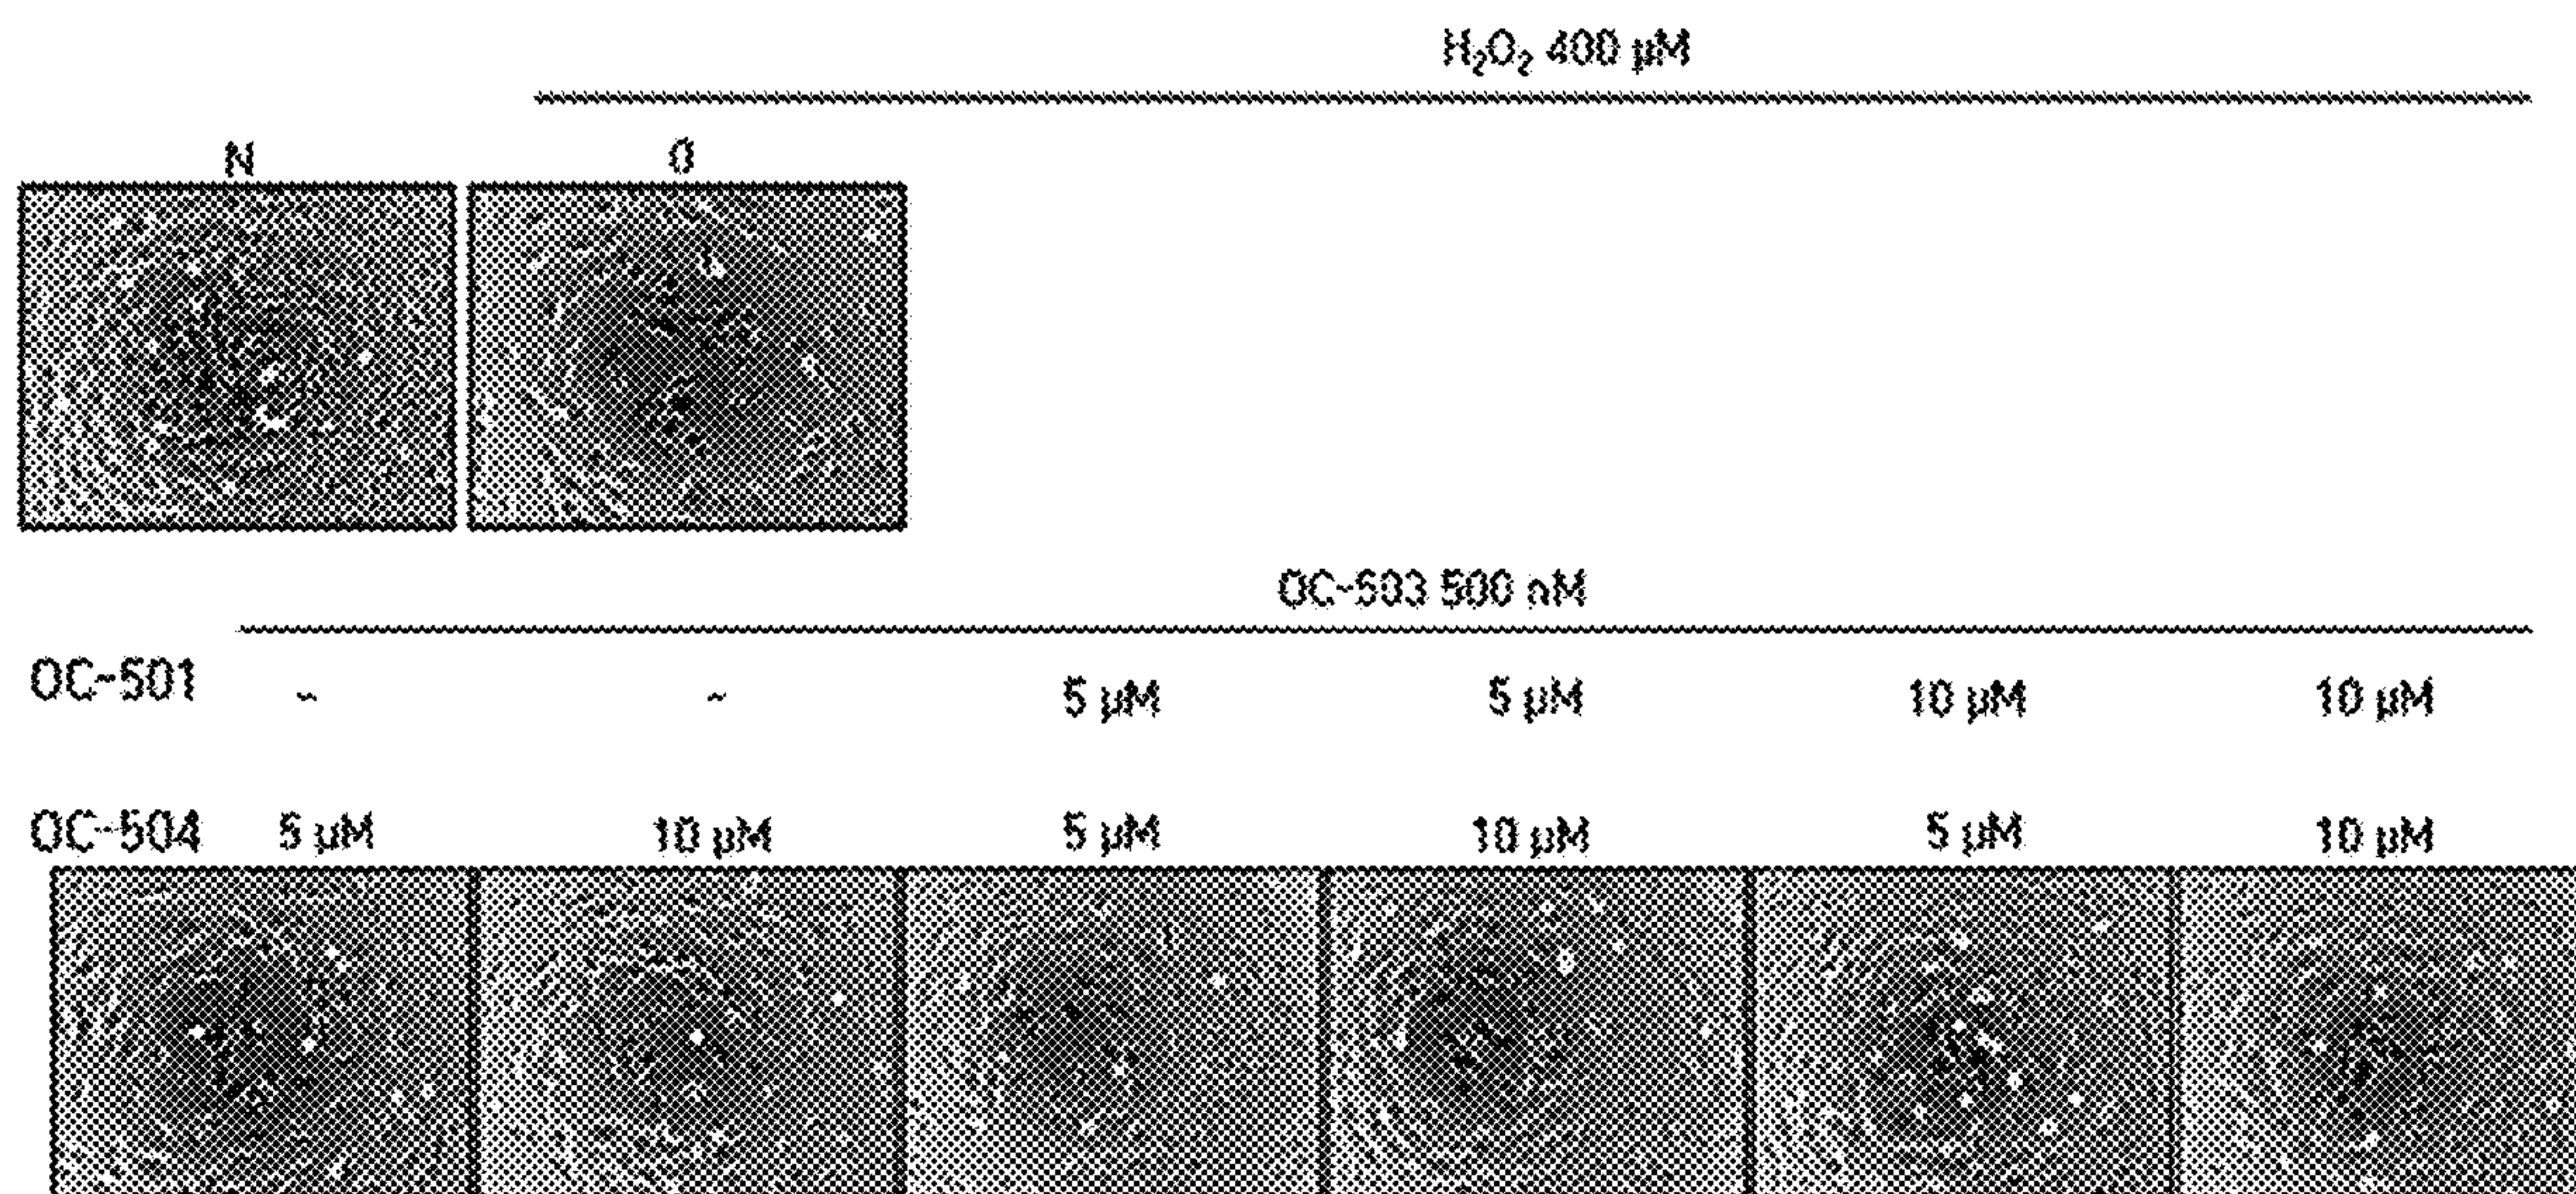 H₂O₂ 400 µM
N 0
OC-503 500 nM
OC-501 - - 5 µM 5 µM 10 µM 10 µM
OC-504 5 µM 10 µM 5 µM 10 µM 5 µM 10 µM